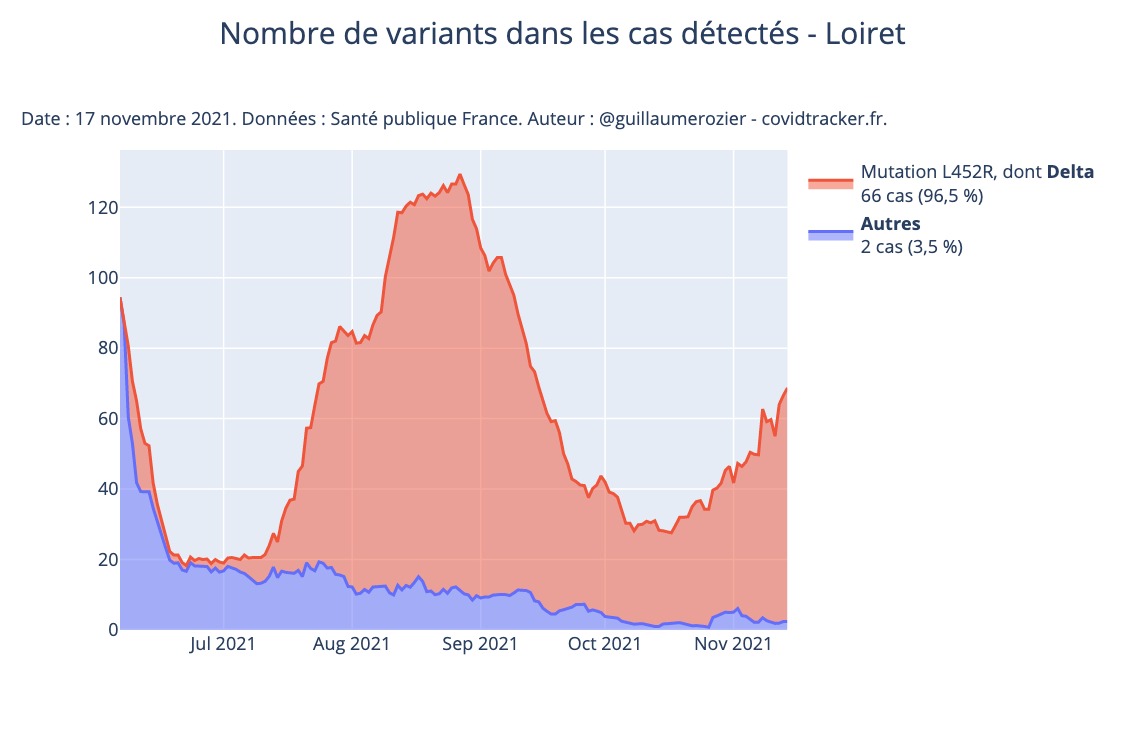 Nombre de variants dans les cas détectés - Loiret
Date : 17 novembre 2021. Données : Santé publique France. Auteur : @guillaumerozier - covidtracker.fr.
Mutation L452R, dont Delta
66 cas (96,5 %)
Autres
2 cas (3,5 %)
120
100
80
60
40
20
0
Jul 2021 Aug 2021 Sep 2021 Oct 2021 Nov 2021